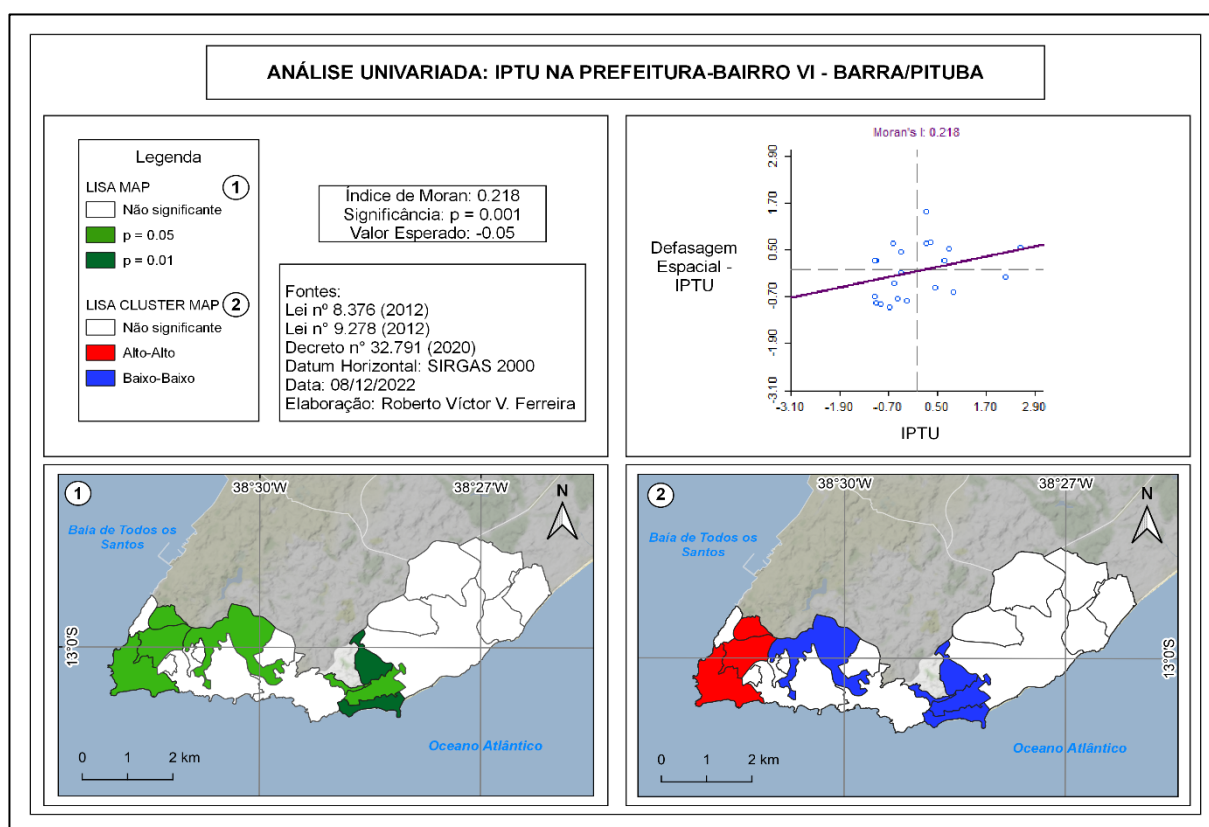 ANÁLISE UNIVARIADA: IPTU NA PREFEITURA-BAIRRO VI - BARRA/PITUBA
Legenda
LISA MAP
1
Não significante
p = 0.05
p = 0.01
LISA CLUSTER MAP
2
Não significante
Alto-Alto
Baixo-Baixo
Índice de Moran: 0.218
Significância: p = 0.001
Valor Esperado: -0.05
Fontes:
Lei nº 8.376 (2012)
Lei n° 9.278 (2012)
Decreto n° 32.791 (2020)
Datum Horizontal: SIRGAS 2000
Data: 08/12/2022
Elaboração: Roberto Víctor V. Ferreira
Moran's I: 0.218
2.90
1.70
0.50
-0.70
-1.90
-3.10
Defasagem
Espacial -
IPTU
-3.10 -1.90 -0.70 0.50 1.70 2.90
IPTU
1
38°30'W
38°27'W
N
Baía de Todos os
Santos
13°0'S
Oceano Atlântico
0 1 2 km
2
38°30'W
38°27'W
N
Baía de Todos os
Santos
13°0'S
Oceano Atlântico
0 1 2 km